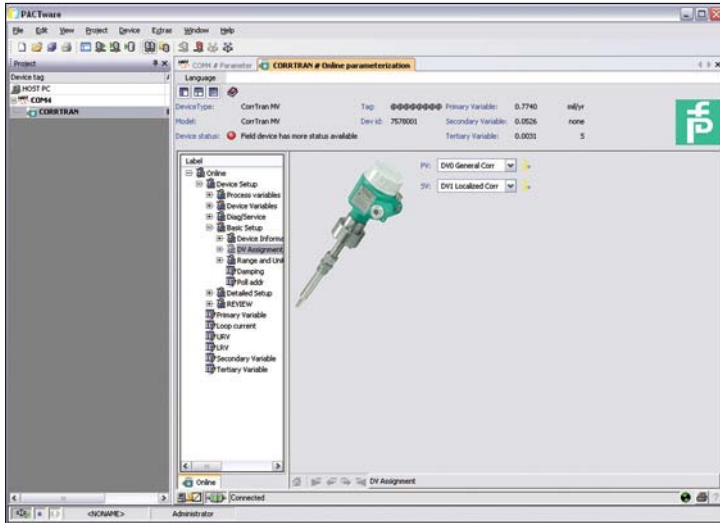 PACTware
File Edit View Project Device Extras Window Help
Project
COM4 # Parameter CORRTRAN # Online parameterization
Device tag
HOST PC
COM4
CORRTRAN
Language
DeviceType: CorrTran MV Tag: @@@@@@@@ Primary Variable: 0.7740 mil/yr
Model: CorrTran MV Dev id: 7578001 Secondary Variable: 0.0526 none
Device status: Field device has more status available Tertiary Variable: 0.0031 S
Label
Online
Device Setup
Process variables
Device Variables
Diag/Service
Basic Setup
Device Informa
DV Assignment
Range and Uni
Damping
Poll addr
Detailed Setup
REVIEW
Primary Variable
Loop current
URV
LRV
Secondary Variable
Tertiary Variable
PV: DV0 General Corr
SV: DV1 Localized Corr
Online
DV Assignment
Connected
<NONAME> Administrator